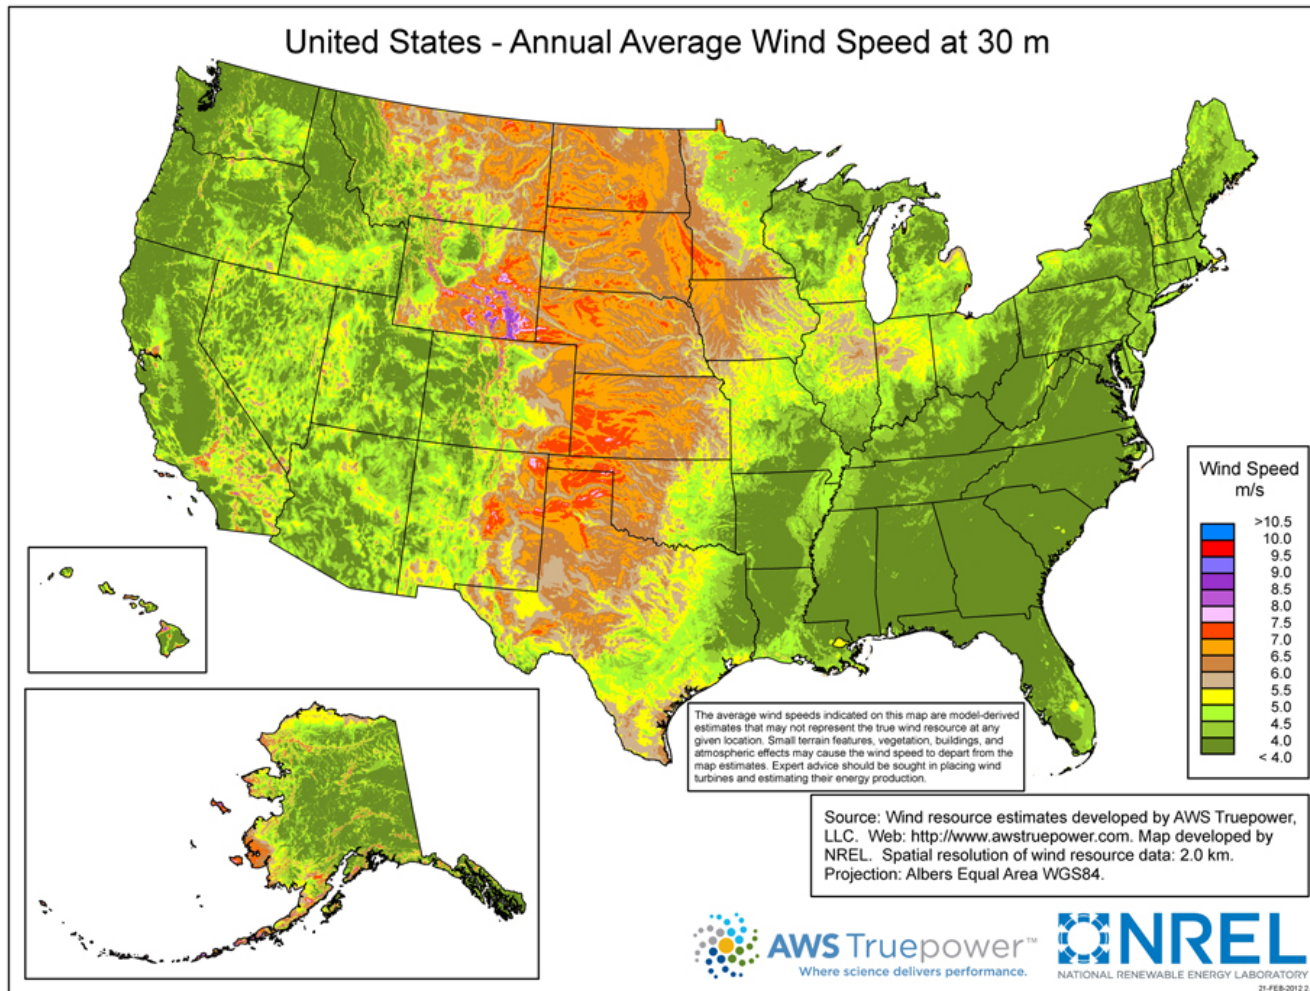 United States - Annual Average Wind Speed at 30 m
Wind Speed
m/s
>10.5
10.0
9.5
9.0
8.5
8.0
7.5
7.0
6.5
6.0
5.5
5.0
4.5
4.0
< 4.0
The average wind speeds indicated on this map are model-derived
estimates that may not represent the true wind resource at any
given location. Small terrain features, vegetation, buildings, and
atmospheric effects may cause the wind speed to depart from the
map estimates. Expert advice should be sought in placing wind
turbines and estimating their energy production.
Source: Wind resource estimates developed by AWS Truepower,
LLC. Web: http://www.awstruepower.com. Map developed by
NREL. Spatial resolution of wind resource data: 2.0 km.
Projection: Albers Equal Area WGS84.
AWS Truepower™
Where science delivers performance.
NREL
NATIONAL RENEWABLE ENERGY LABORATORY
21-FEB-2012 2